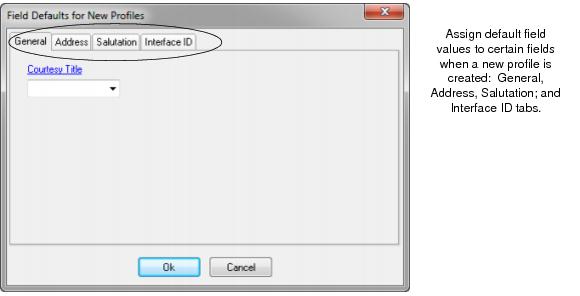 Field Defaults for New Profiles
General Address Salutation Interface ID
Courtesy Title
Ok Cancel
Assign default field
values to certain fields
when a new profile is
created: General,
Address, Salutation; and
Interface ID tabs.